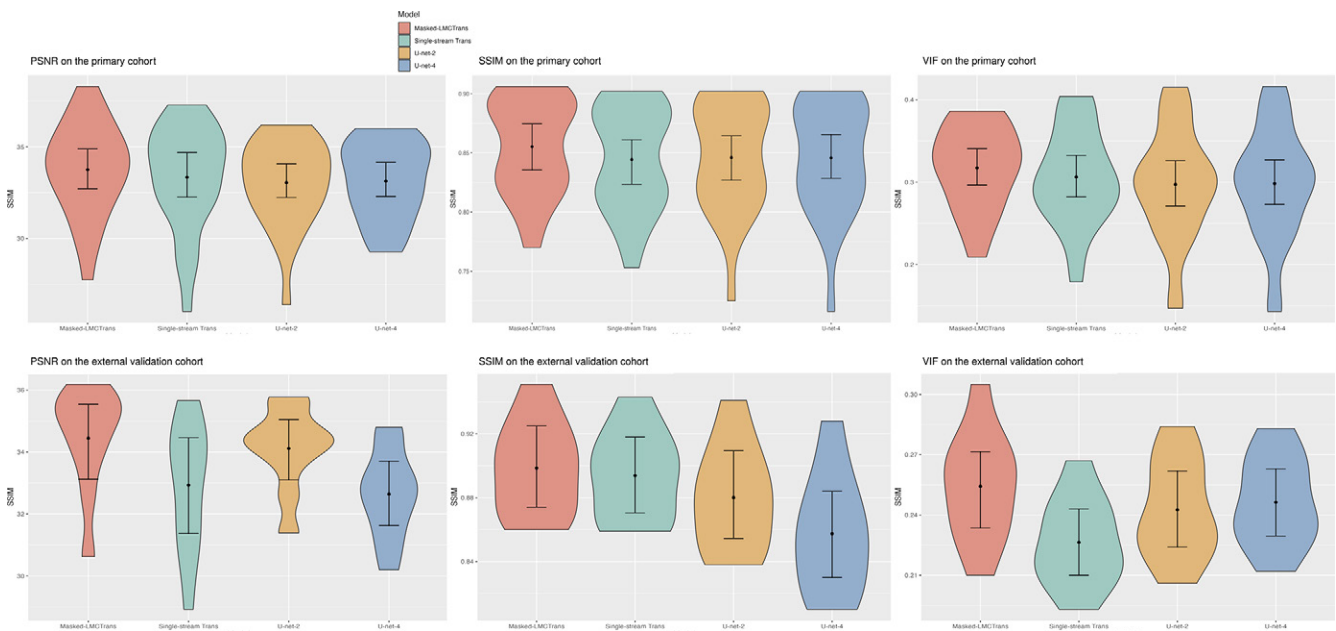 Model
Masked-LMCTrans
Single-stream Trans
U-net-2
U-net-4
PSNR on the primary cohort
SSIM
35
30
Masked-LMCTrans
Single-stream Trans
U-net-2
U-net-4
SSIM on the primary cohort
SSIM
0.90
0.85
0.80
0.75
Masked-LMCTrans
Single-stream Trans
U-net-2
U-net-4
VIF on the primary cohort
SSIM
0.4
0.3
0.2
Masked-LMCTrans
Single-stream Trans
U-net-2
U-net-4
PSNR on the external validation cohort
SSIM
36
34
32
30
Masked-LMCTrans
Single-stream Trans
U-net-2
U-net-4
SSIM on the external validation cohort
SSIM
0.92
0.88
0.84
Masked-LMCTrans
Single-stream Trans
U-net-2
U-net-4
VIF on the external validation cohort
SSIM
0.30
0.27
0.24
0.21
Masked-LMCTrans
Single-stream Trans
U-net-2
U-net-4